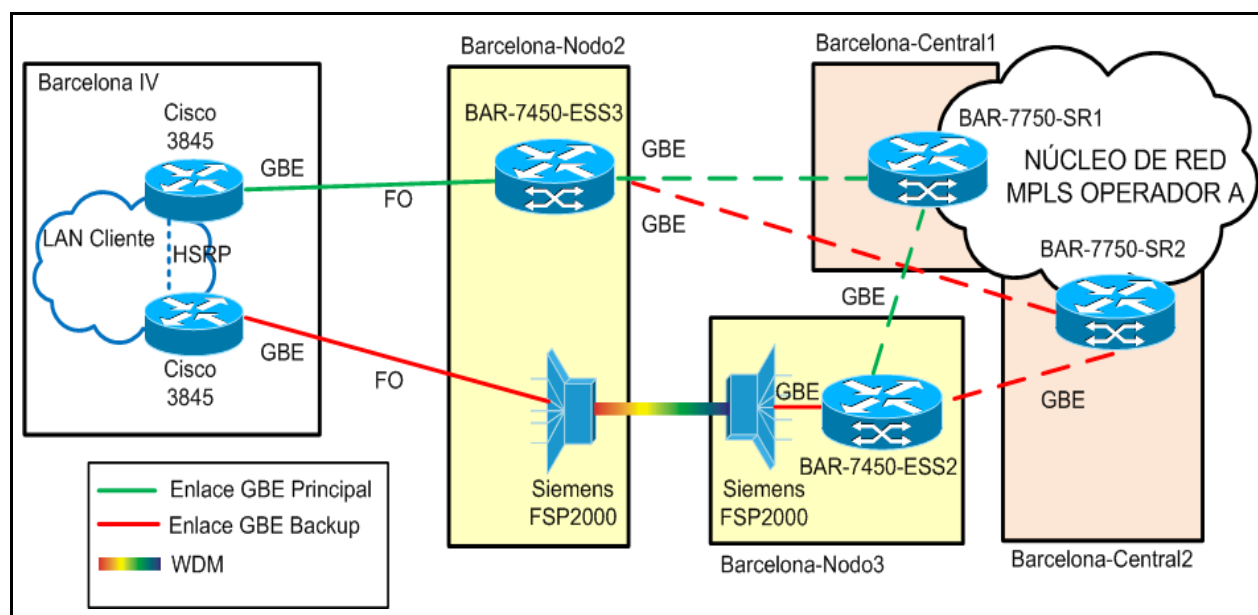 Barcelona-Nodo2
Barcelona-Central1
Barcelona IV
Cisco
3845
BAR-7450-ESS3
BAR-7750-SR1
GBE
FO
GBE
GBE
NÚCLEO DE RED
MPLS OPERADOR A
LAN Cliente
HSRP
BAR-7750-SR2
GBE
GBE
FO
Cisco
3845
GBE
GBE
BAR-7450-ESS2
Siemens
FSP2000
Siemens
FSP2000
Enlace GBE Principal
Enlace GBE Backup
WDM
Barcelona-Nodo3
Barcelona-Central2